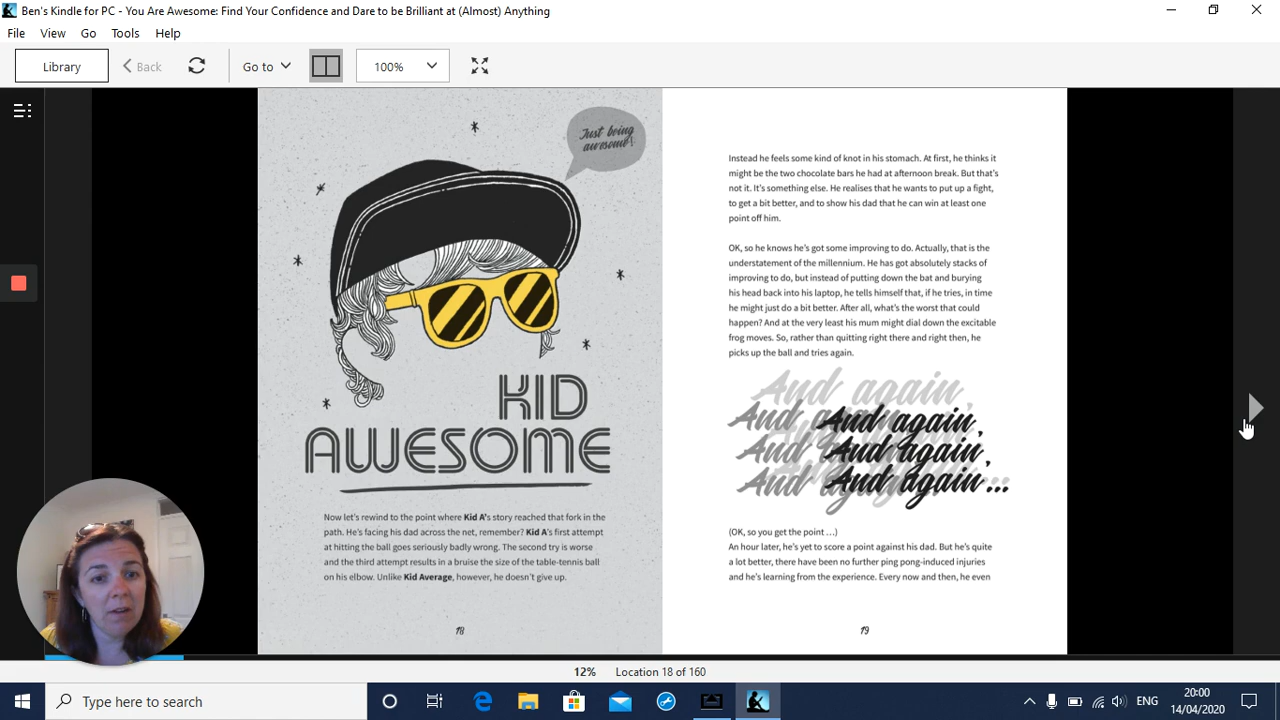 Ben's Kindle for PC - You Are Awesome: Find Your Confidence and Dare to be Brilliant at (Almost) Anything
File View Go Tools Help
Library Back Go to 100%
Just being
awesome!
KID
AWESOME
Now let's rewind to the point where Kid A's story reached that fork in the
path. He's facing his dad across the net, remember? Kid A's first attempt
at hitting the ball goes seriously badly wrong. The second try is worse
and the third attempt results in a bruise the size of the table-tennis ball
on his elbow. Unlike Kid Average, however, he doesn't give up.
18
Instead he feels some kind of knot in his stomach. At first, he thinks it
might be the two chocolate bars he had at afternoon break. But that's
not it. It's something else. He realises that he wants to put up a fight,
to get a bit better, and to show his dad that he can win at least one
point off him.
OK, so he knows he's got some improving to do. Actually, that is the
understatement of the millennium. He has got absolutely stacks of
improving to do, but instead of putting down the bat and burying
his head back into his laptop, he tells himself that, if he tries, in time
he might just do a bit better. After all, what's the worst that could
happen? And at the very least his mum might dial down the excitable
frog moves. So, rather than quitting right there and right then, he
picks up the ball and tries again.
And again,
And again,
And again,
And again...
(OK, so you get the point ...)
An hour later, he's yet to score a point against his dad. But he's quite
a lot better, there have been no further ping pong-induced injuries
and he's learning from the experience. Every now and then, he even
19
12% Location 18 of 160
Type here to search
ENG
20:00
14/04/2020